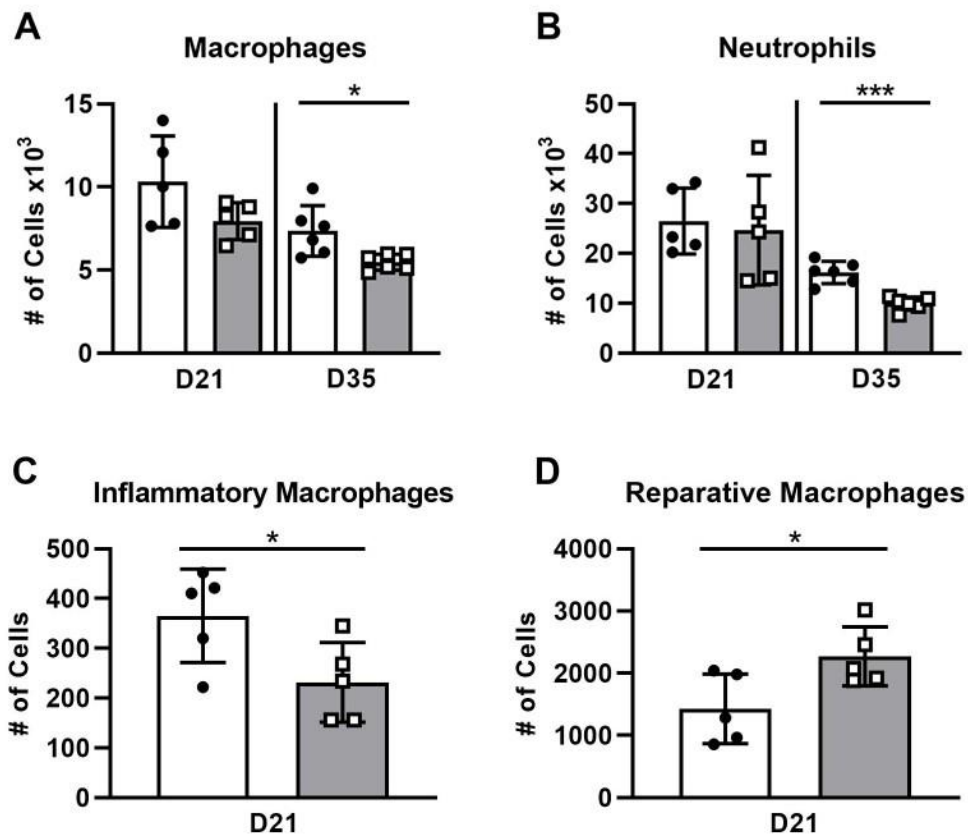 A
Macrophages
# of Cells x10³
15
10
5
0
*
D21
D35
B
Neutrophils
# of Cells x10³
50
40
30
20
10
0
***
D21
D35
C
Inflammatory Macrophages
# of Cells
500
400
300
200
100
0
*
D21
D
Reparative Macrophages
# of Cells
4000
3000
2000
1000
0
*
D21